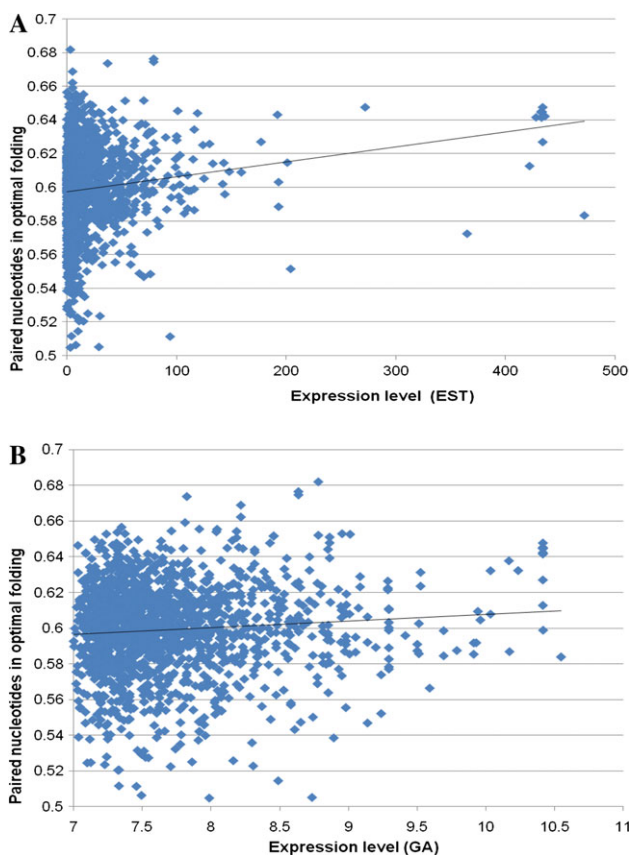 A
Paired nucleotides in optimal folding
0.7
0.68
0.66
0.64
0.62
0.6
0.58
0.56
0.54
0.52
0.5
0 100 200 300 400 500
Expression level (EST)
B
Paired nucleotides in optimal folding
0.7
0.68
0.66
0.64
0.62
0.6
0.58
0.56
0.54
0.52
0.5
7 7.5 8 8.5 9 9.5 10 10.5 11
Expression level (GA)